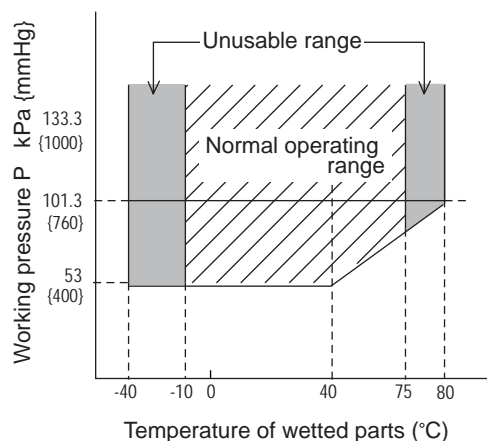 Unusable range
Working pressure P kPa {mmHg}
133.3
{1000}
Normal operating
range
101.3
{760}
53
{400}
-40 -10 0 40 75 80
Temperature of wetted parts (°C)